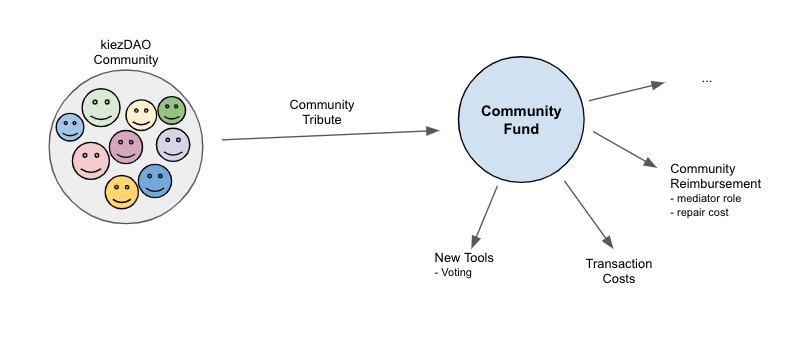 kiezDAO
Community
Community
Tribute
Community
Fund
...
Community
Reimbursement
- mediator role
- repair cost
New Tools
- Voting
Transaction
Costs